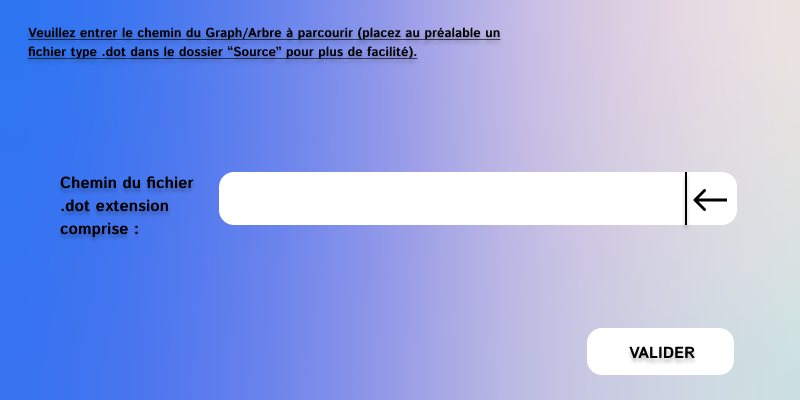 Veuillez entrer le chemin du Graph/Arbre à parcourir (placez au préalable un
fichier type .dot dans le dossier “Source” pour plus de facilité).
Chemin du fichier
.dot extension
comprise :
VALIDER